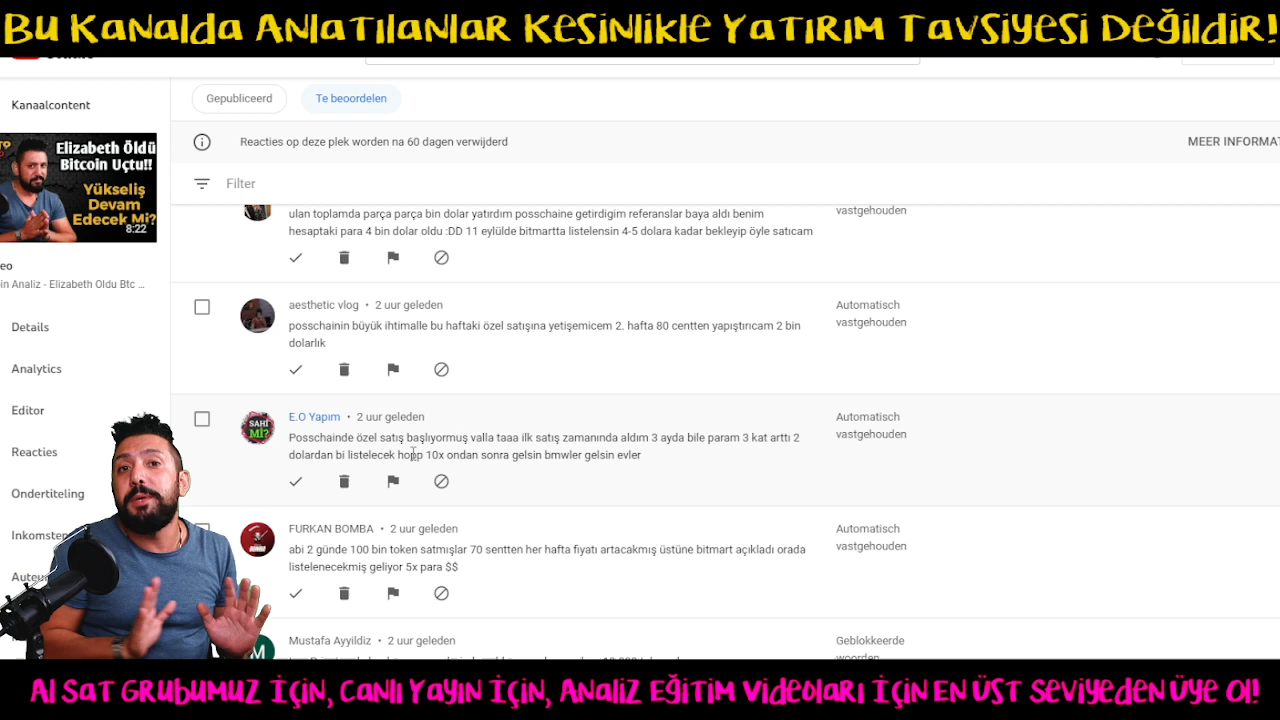 Bu Kanalda Anlatılanlar Kesinlikle Yatırım Tavsiyesi Değildir!
Kanaalcontent
Gepubliceerd
Te beoordelen
Reacties op deze plek worden na 60 dagen verwijderd
MEER INFORMAT
Filter
Elizabeth Öldü
Bitcoin Uçtu!!
Yükseliş
Devam
Edecek Mi?
8:22
eo
in Analiz - Elizabeth Oldu Btc ...
Details
Analytics
Editor
Reacties
Ondertiteling
Inkomsten
Auteur
ulan toplamda parça parça bin dolar yatırdım posschaine getirdigim referanslar baya aldı benim
hesaptaki para 4 bin dolar oldu :DD 11 eylülde bitmartta listelensin 4-5 dolara kadar bekleyip öyle satıcam
vastgehouden
aesthetic vlog • 2 uur geleden
posschainin büyük ihtimalle bu haftaki özel satışına yetişemicem 2. hafta 80 centten yapıştırıcam 2 bin
dolarlık
Automatisch
vastgehouden
SAHİ
Mİ?
E.O Yapım • 2 uur geleden
Posschainde özel satış başlıyormuş valla taaa ilk satış zamanında aldım 3 ayda bile param 3 kat arttı 2
dolardan bi listelecek hopp 10x ondan sonra gelsin bmwler gelsin evler
Automatisch
vastgehouden
BOMBA
FURKAN BOMBA • 2 uur geleden
abi 2 günde 100 bin token satmışlar 70 sentten her hafta fiyatı artacakmış üstüne bitmart açıkladı orada
listelenecekmiş geliyor 5x para $$
Automatisch
vastgehouden
M
Mustafa Ayyildiz • 2 uur geleden
Geblokkeerde
woorden
Al Sat Grubumuz İçin, Canlı Yayın İçin, Analiz Eğitim Videoları İçin En Üst Seviyeden Üye Ol!